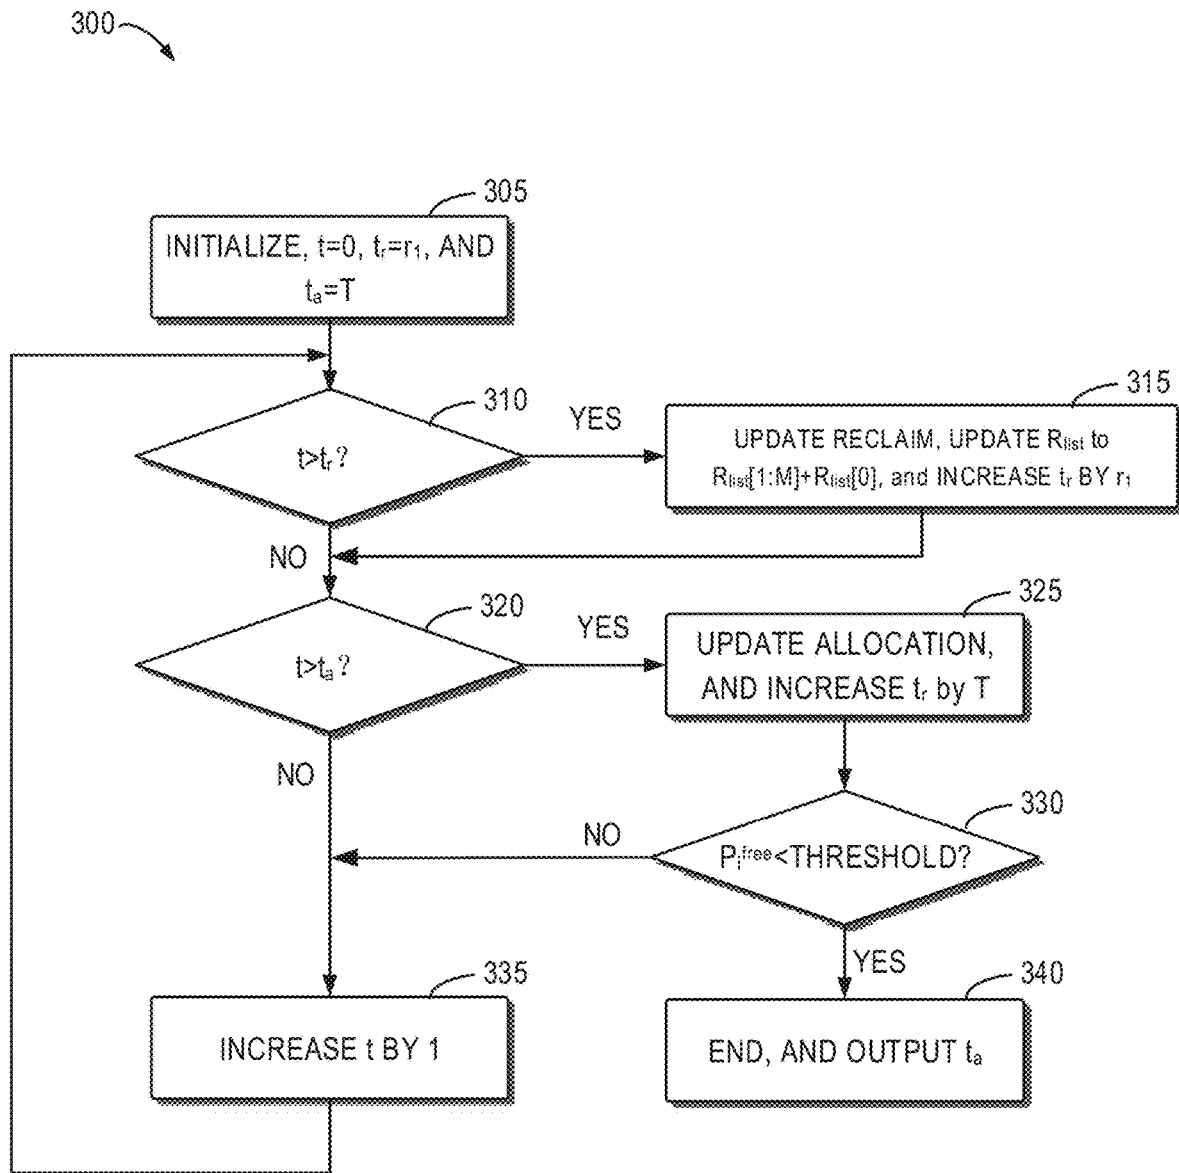 300
305
INITIALIZE, t=0, tᵣ=r₁, AND
tₐ=T
310
t>tᵣ?
YES
315
UPDATE RECLAIM, UPDATE Rlist to
Rlist[1:M]+Rlist[0], and INCREASE tᵣ BY r₁
NO
320
t>tₐ?
YES
325
UPDATE ALLOCATION,
AND INCREASE tᵣ by T
NO
330
Pᵢᶠʳᵉᵉ<THRESHOLD?
NO
YES
335
INCREASE t BY 1
340
END, AND OUTPUT tₐ